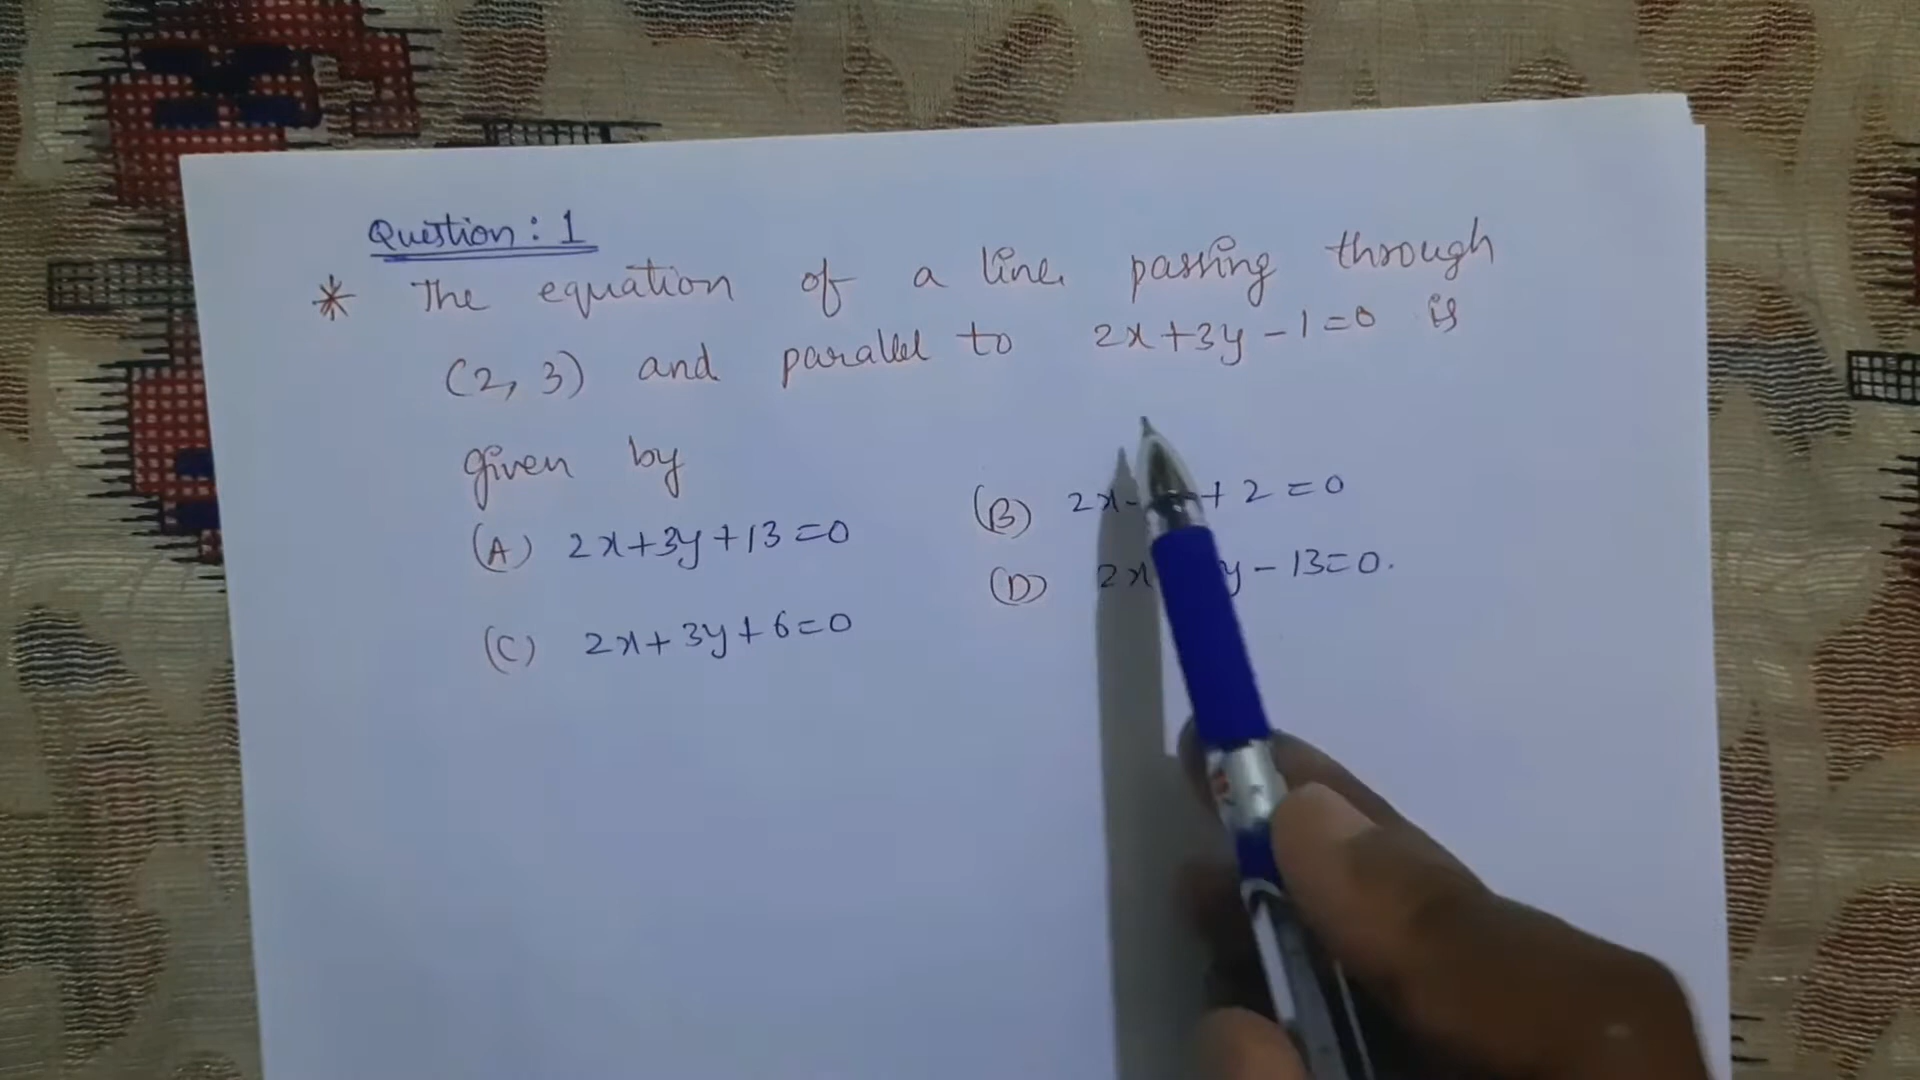 Question: 1
* The equation of a line passing through
(2, 3) and parallel to 2x+3y-1=0 is
given by
(A) 2x+3y+13=0
(B) 2x- +2=0
(D) 2x y-13=0.
(C) 2x+3y+6=0